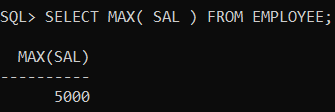 SQL> SELECT MAX( SAL ) FROM EMPLOYEE;
MAX(SAL)
----------
5000